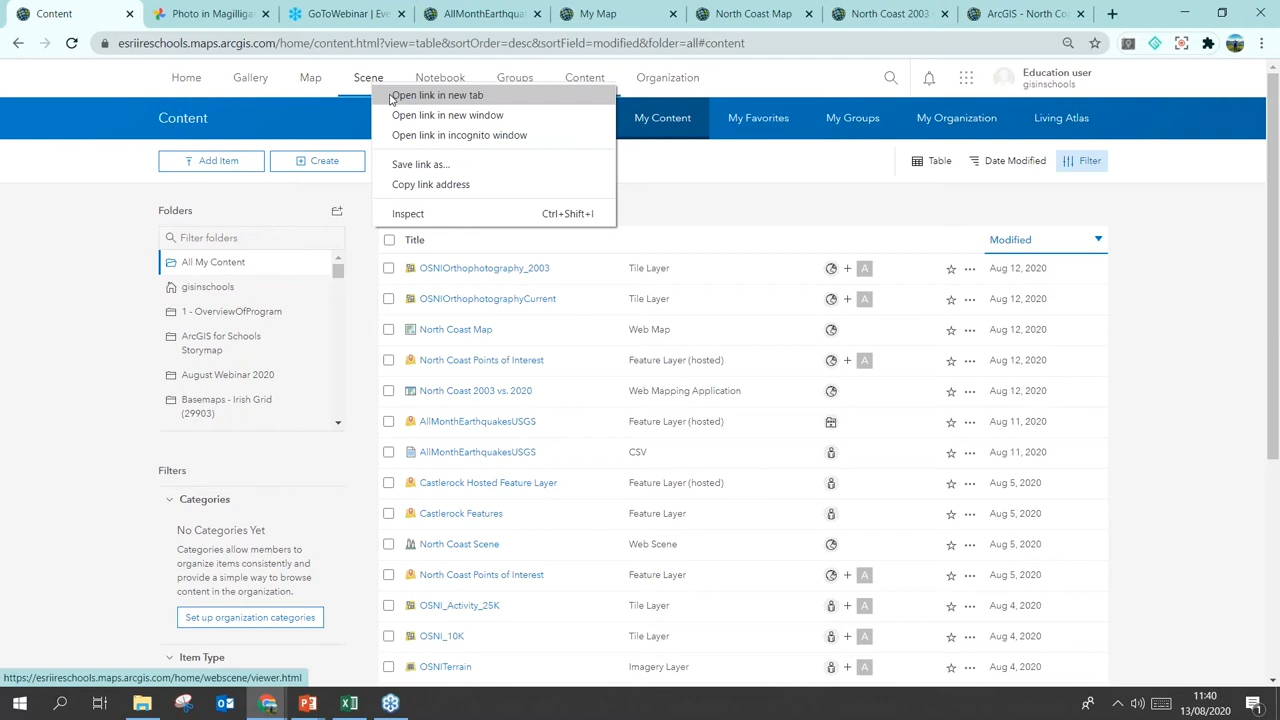 Content
Photo in Magilligan
GoToWebinar | Eve
AllMonthEarthqua
My Map
North Coast Map
North Coast 2003
ArcGIS - North Co
esriireschools.maps.arcgis.com/home/content.html?view=table&sortOrder=desc&sortField=modified&folder=all#content
Home
Gallery
Map
Scene
Notebook
Groups
Content
Organization
Education user
gisinschools
Content
My Content
My Favorites
My Groups
My Organization
Living Atlas
Open link in new tab
Open link in new window
Open link in incognito window
Save link as...
Copy link address
Inspect Ctrl+Shift+I
Add Item
Create
Table
Date Modified
Filter
Folders
Filter folders
All My Content
gisinschools
1 - OverviewOfProgram
ArcGIS for Schools
Storymap
August Webinar 2020
Basemaps - Irish Grid
(29903)
Filters
Categories
No Categories Yet
Categories allow members to
organize items consistently and
provide a simple way to browse
content in the organization.
Set up organization categories
Item Type
Title Modified
OSNIOrthophotography_2003 Tile Layer A Aug 12, 2020
OSNIOrthophotographyCurrent Tile Layer A Aug 12, 2020
North Coast Map Web Map Aug 12, 2020
North Coast Points of Interest Feature Layer (hosted) A Aug 12, 2020
North Coast 2003 vs. 2020 Web Mapping Application Aug 12, 2020
AllMonthEarthquakesUSGS Feature Layer (hosted) Aug 11, 2020
AllMonthEarthquakesUSGS CSV Aug 11, 2020
Castlerock Hosted Feature Layer Feature Layer (hosted) Aug 5, 2020
Castlerock Features Feature Layer Aug 5, 2020
North Coast Scene Web Scene Aug 5, 2020
North Coast Points of Interest Feature Layer A Aug 5, 2020
OSNI_Activity_25K Tile Layer A Aug 4, 2020
OSNI_10K Tile Layer A Aug 4, 2020
OSNITerrain Imagery Layer A Aug 4, 2020
https://esriireschools.maps.arcgis.com/home/webscene/viewer.html
11:40
13/08/2020